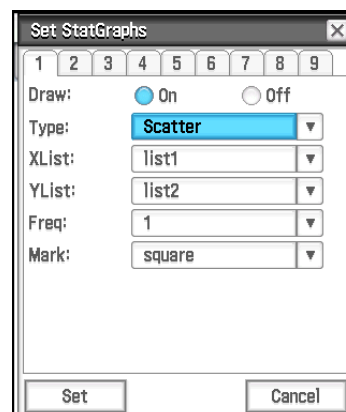 Set StatGraphs
1 2 3 4 5 6 7 8 9
Draw: On Off
Type: Scatter
XList: list1
YList: list2
Freq: 1
Mark: square
Set Cancel